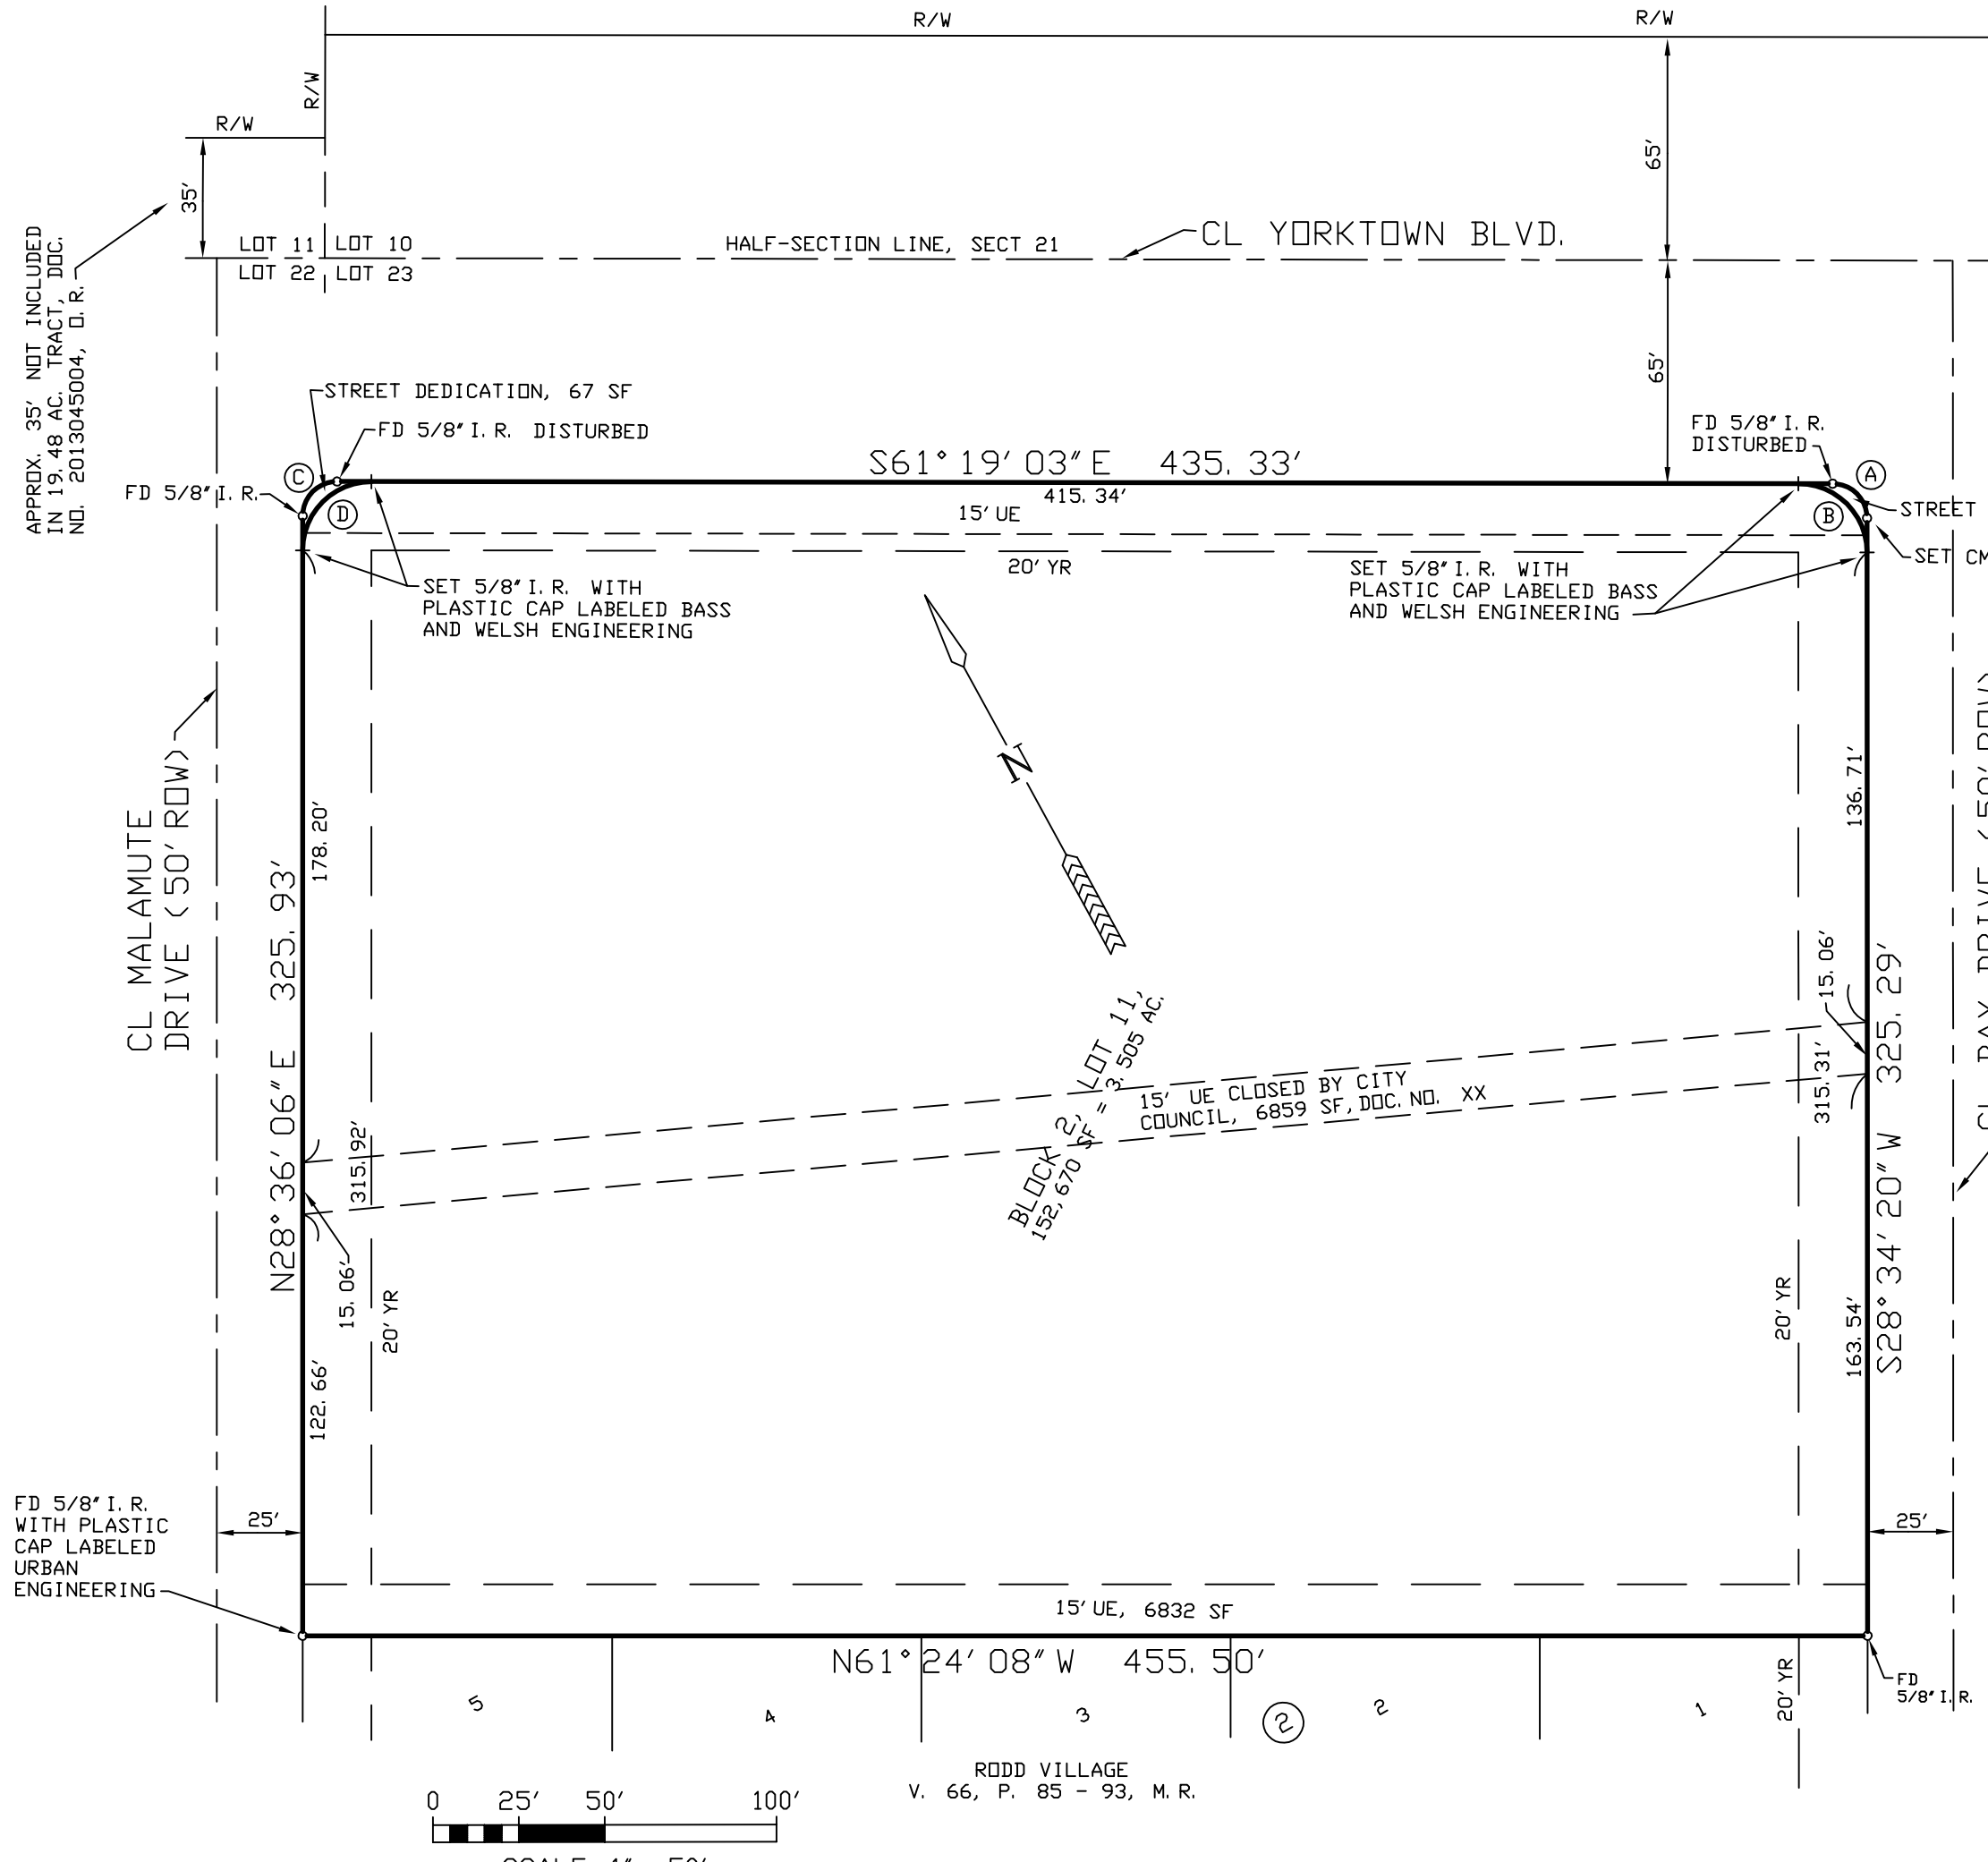 R/W
R/W
R/W
R/W
35'
65'
APPROX. 35' NOT INCLUDED
IN 19.48 AC. TRACT, DOC.
NO. 2013045004, O.R.
LOT 11
LOT 10
LOT 22
LOT 23
HALF-SECTION LINE, SECT 21
CL YORKTOWN BLVD.
65'
STREET DEDICATION, 67 SF
FD 5/8" I.R. DISTURBED
FD 5/8" I.R.
DISTURBED
S61°19'03"E 435.33'
415.34'
C
A
FD 5/8" I.R.
D
B
STREET
15' UE
SET CM
20' YR
SET 5/8" I.R. WITH
PLASTIC CAP LABELED BASS
AND WELSH ENGINEERING
SET 5/8" I.R. WITH
PLASTIC CAP LABELED BASS
AND WELSH ENGINEERING
N
CL MALAMUTE
DRIVE (50' ROW)
178.20'
136.71'
N28°36'06"E 325.93'
15.06'
S28°34'20"W 325.29'
315.31'
315.92'
BLOCK 2, LOT 11,
152,670 SF = 3.505 AC.
15' UE CLOSED BY CITY
COUNCIL, 6859 SF, DOC. NO. XX
15.06'
20' YR
20' YR
122.66'
163.54'
FD 5/8" I.R.
WITH PLASTIC
CAP LABELED
URBAN
ENGINEERING
25'
25'
15' UE, 6832 SF
N61°24'08"W 455.50'
5
4
3
2
2
1
20' YR
FD
5/8" I.R.
RODD VILLAGE
V. 66, P. 85 - 93, M.R.
0 25' 50' 100'